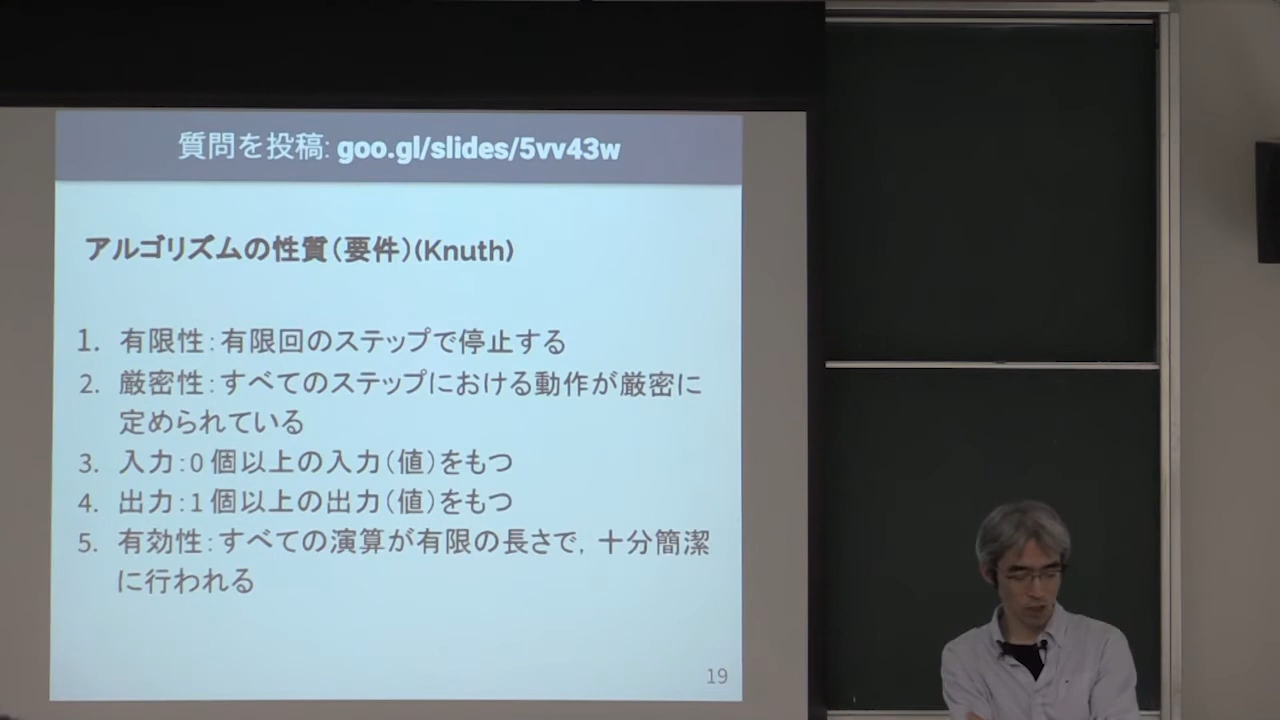 質問を投稿: goo.gl/slides/5vv43w
アルゴリズムの性質(要件)(Knuth)
1. 有限性:有限回のステップで停止する
2. 厳密性:すべてのステップにおける動作が厳密に
定められている
3. 入力:0 個以上の入力(値)をもつ
4. 出力:1 個以上の出力(値)をもつ
5. 有効性:すべての演算が有限の長さで,十分簡潔
に行われる
19